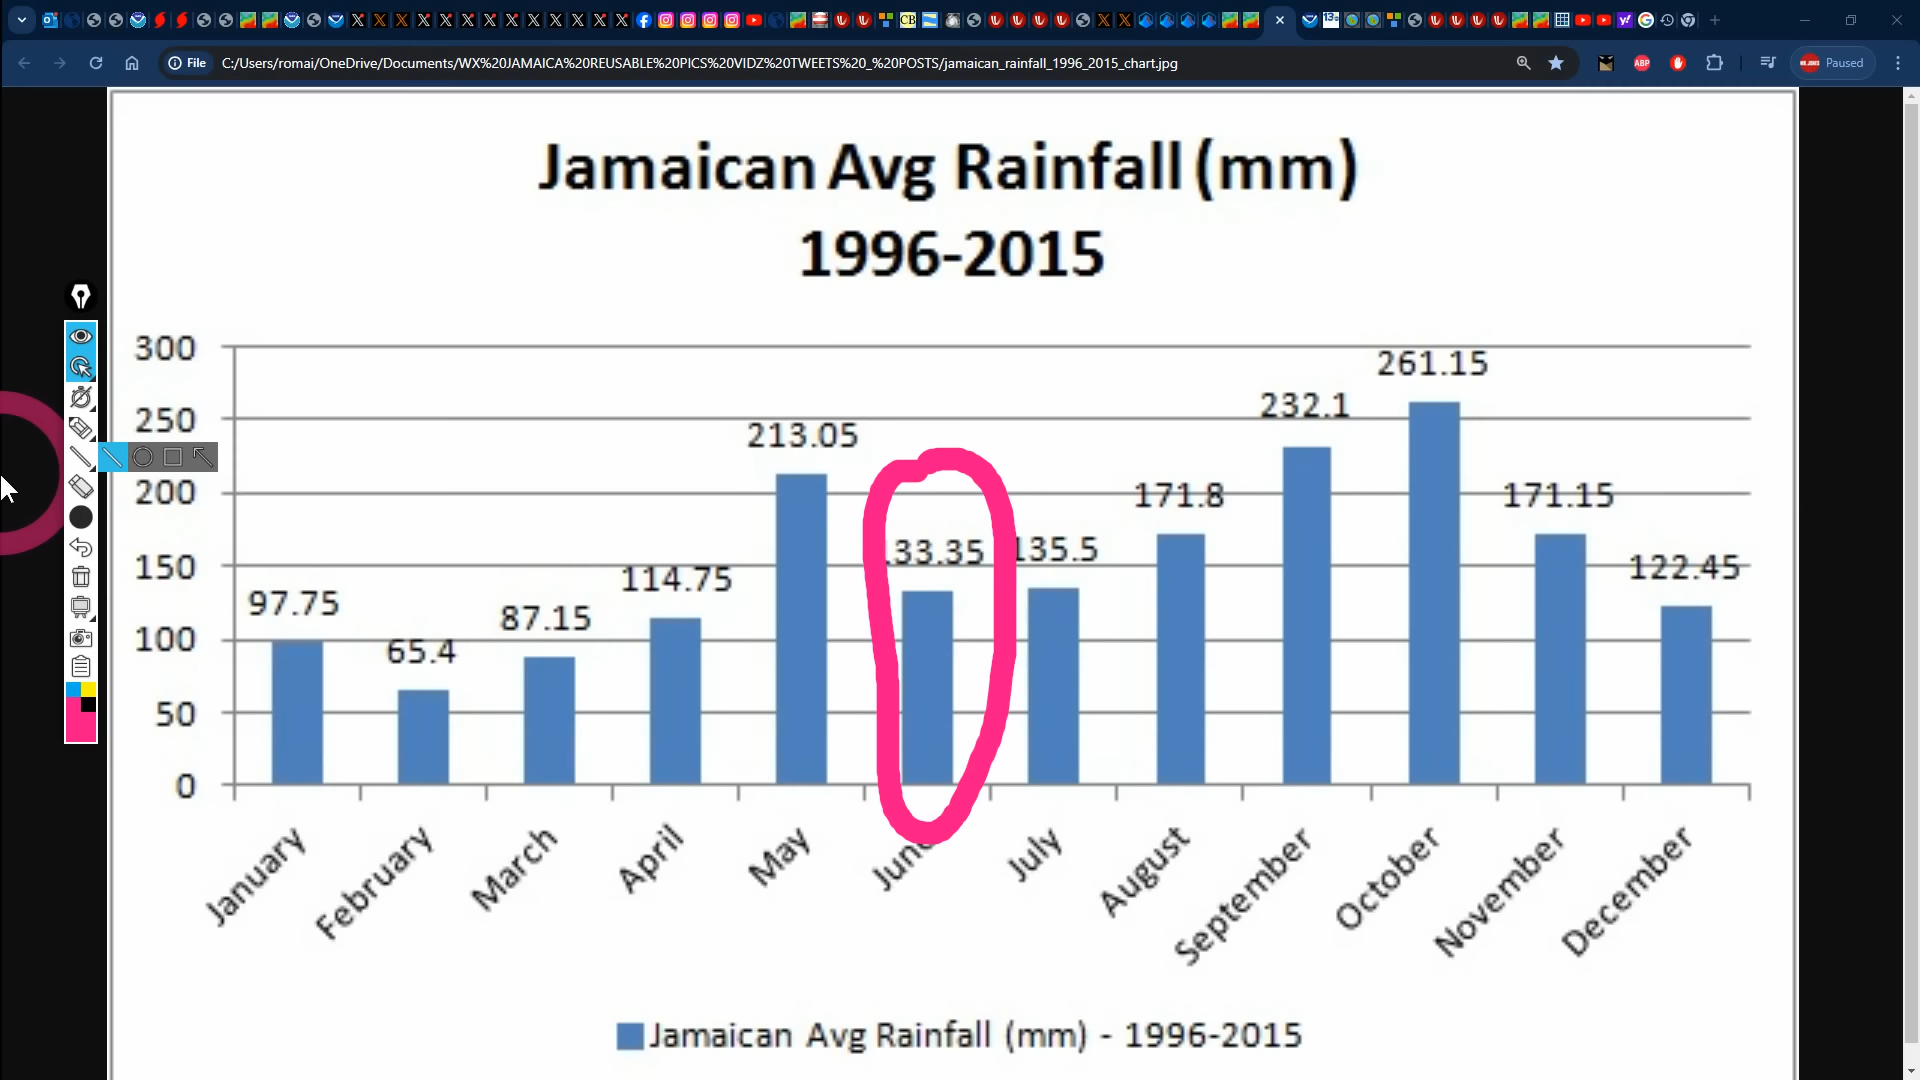 File C:/Users/romai/OneDrive/Documents/WX%20JAMAICA%20REUSABLE%20PICS%20VIDZ%20TWEETS%20_%20POSTS/jamaican_rainfall_1996_2015_chart.jpg
Paused
Jamaican Avg Rainfall (mm)
1996-2015
300
250
200
150
100
50
0
97.75
65.4
87.15
114.75
213.05
33.35
135.5
171.8
232.1
261.15
171.15
122.45
January
February
March
April
May
June
July
August
September
October
November
December
Jamaican Avg Rainfall (mm) - 1996-2015